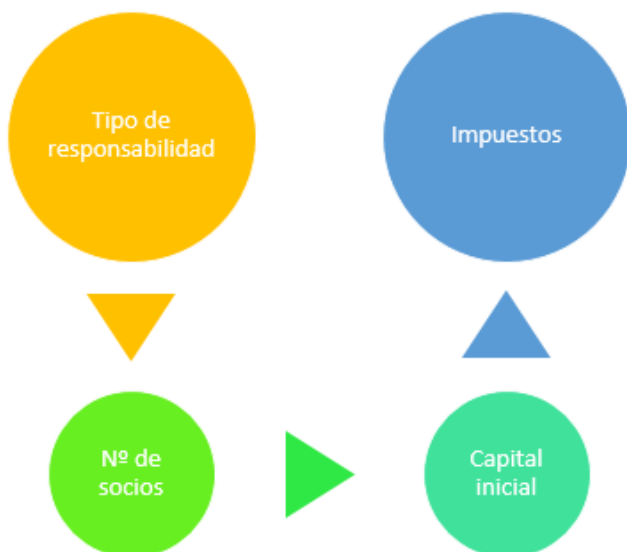 Tipo de
responsabilidad
Impuestos
Nº de
socios
Capital
inicial